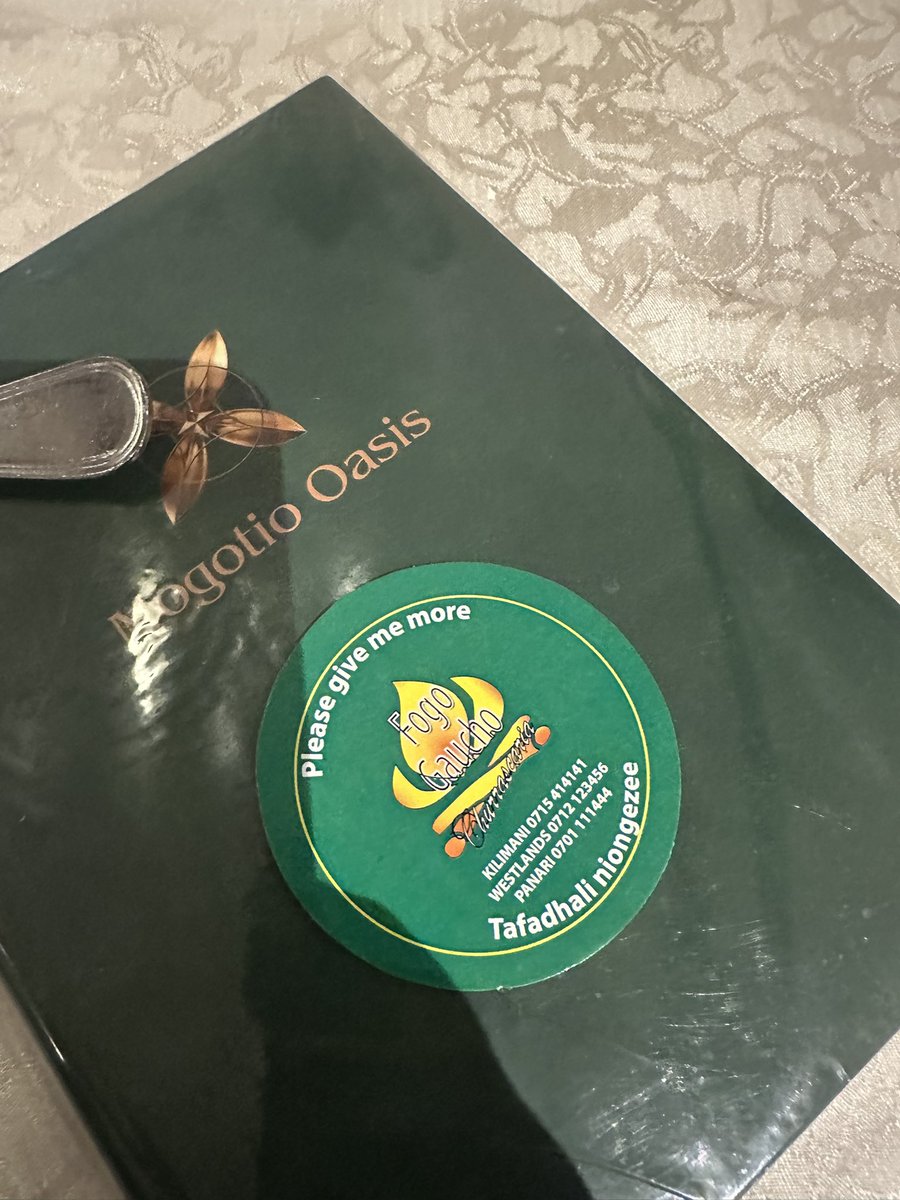 Mogotio Oasis
Please give me more
Fogo
Gaucho
Churrascaria
KILIMANI 0715 414141
WESTLANDS 0712 123456
PANARI 0701 111444
Tafadhali niongezee